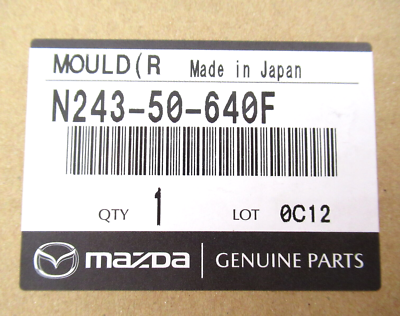 MOULD(R Made in Japan
N243-50-640F
QTY 1 LOT 0C12
mazda GENUINE PARTS